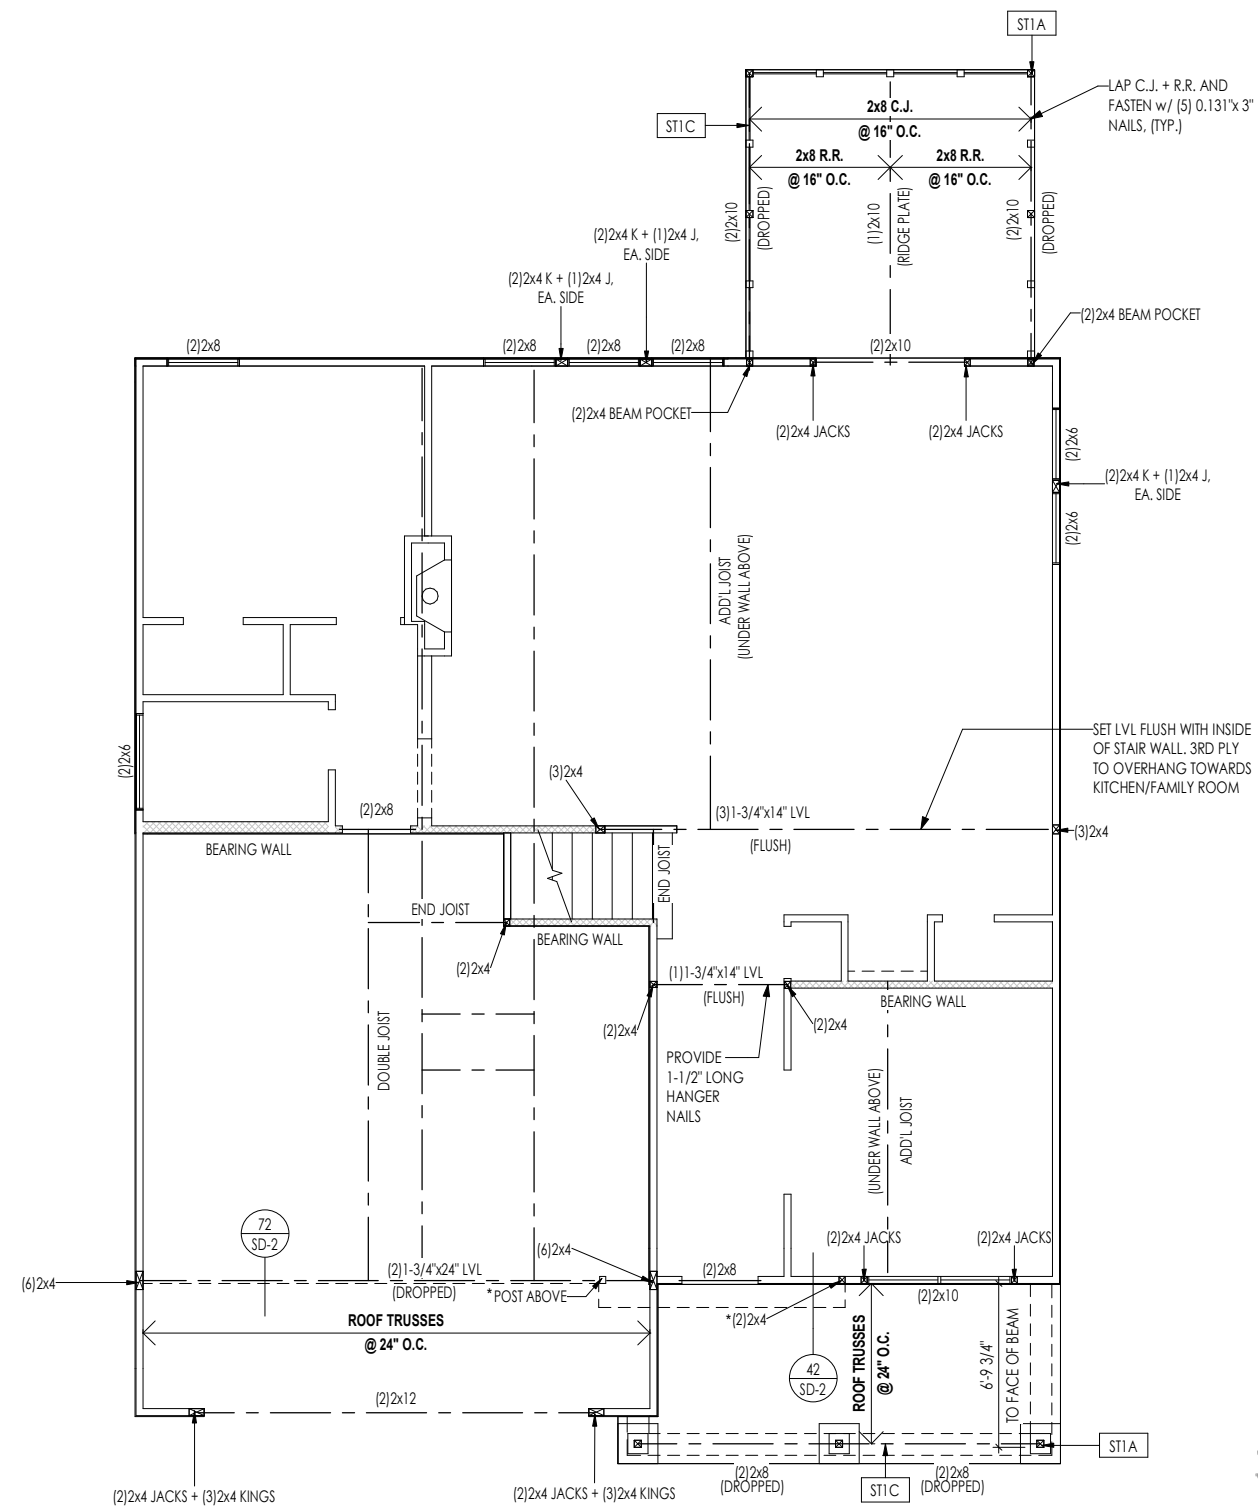 ST1A
LAP C.J. + R.R. AND
FASTEN w/ (5) 0.131"x 3"
NAILS, (TYP.)
ST1C
2x8 C.J.
@ 16" O.C.
2x8 R.R.
@ 16" O.C.
2x8 R.R.
@ 16" O.C.
(2)2x10
(DROPPED)
(1)2x10
(RIDGE PLATE)
(2)2x10
(DROPPED)
(2)2x4 K + (1)2x4 J,
EA. SIDE
(2)2x4 K + (1)2x4 J,
EA. SIDE
(2)2x4 BEAM POCKET
(2)2x8
(2)2x8
(2)2x8
(2)2x8
(2)2x10
(2)2x4 BEAM POCKET
(2)2x4 JACKS
(2)2x4 JACKS
(2)2x6
(2)2x4 K + (1)2x4 J,
EA. SIDE
(2)2x6
ADD'L JOIST
(UNDER WALL ABOVE)
SET LVL FLUSH WITH INSIDE
OF STAIR WALL. 3RD PLY
TO OVERHANG TOWARDS
KITCHEN/FAMILY ROOM
(2)2x6
(3)2x4
(2)2x8
(3)1-3/4"x14" LVL
(FLUSH)
(3)2x4
BEARING WALL
END JOIST
END JOIST
BEARING WALL
(2)2x4
(1)1-3/4"x14" LVL
(FLUSH)
BEARING WALL
(2)2x4
(2)2x4
DOUBLE JOIST
PROVIDE
1-1/2" LONG
HANGER
NAILS
(UNDER WALL ABOVE)
ADD'L JOIST
72
SD-2
(6)2x4
(6)2x4
(2)1-3/4"x24" LVL
(DROPPED)
*POST ABOVE
(2)2x8
(2)2x4 JACKS
(2)2x4 JACKS
(2)2x10
*(2)2x4
ROOF TRUSSES
@ 24" O.C.
42
SD-2
ROOF TRUSSES
@ 24" O.C.
6'-9 3/4"
TO FACE OF BEAM
(2)2x12
ST1A
(2)2x8
(DROPPED)
ST1C
(2)2x8
(DROPPED)
(2)2x4 JACKS + (3)2x4 KINGS
(2)2x4 JACKS + (3)2x4 KINGS